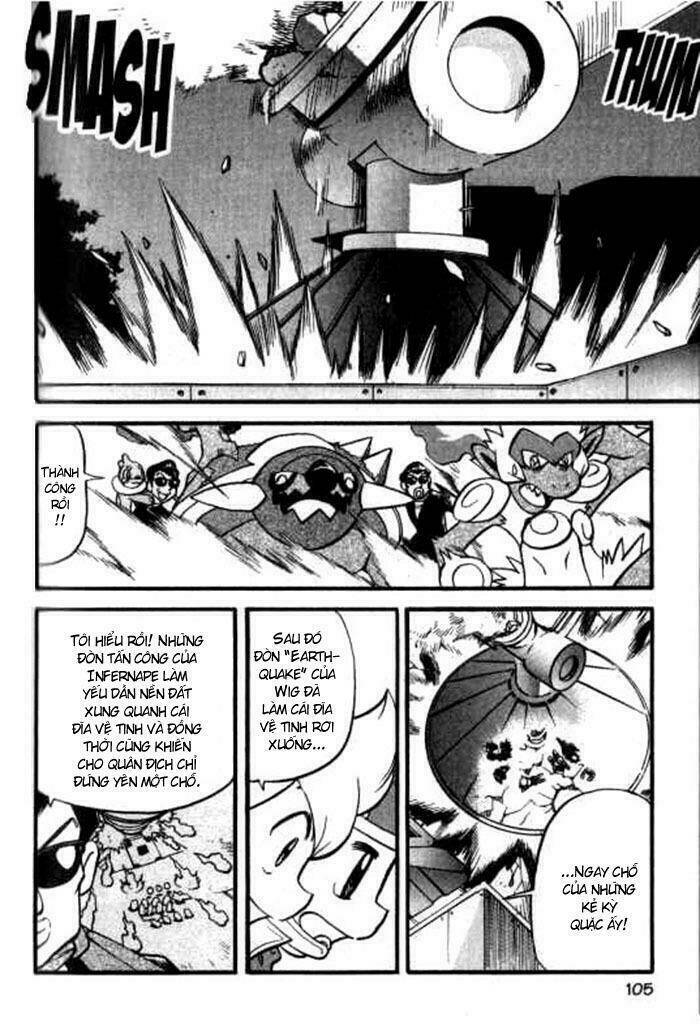 SMASH
THUM
THÀNH
CÔNG
RỒI
!!
TÔI HIỂU RỒI! NHỮNG
ĐÒN TẤN CÔNG CỦA
INFERNAPE LÀM
YẾU DẦN NỀN ĐẤT
XUNG QUANH CÁI
ĐĨA VỆ TINH VÀ ĐỒNG
THỜI CŨNG KHIẾN
CHO QUÂN ĐỊCH CHỈ
ĐỨNG YÊN MỘT CHỖ.
SAU ĐÓ
ĐÒN "EARTH-
QUAKE" CỦA
WIG ĐÃ
LÀM CÁI ĐĨA
VỆ TINH RƠI
XUỐNG...
...NGAY CHỖ
CỦA NHỮNG
KẺ KỲ
QUẶC ẤY!
105